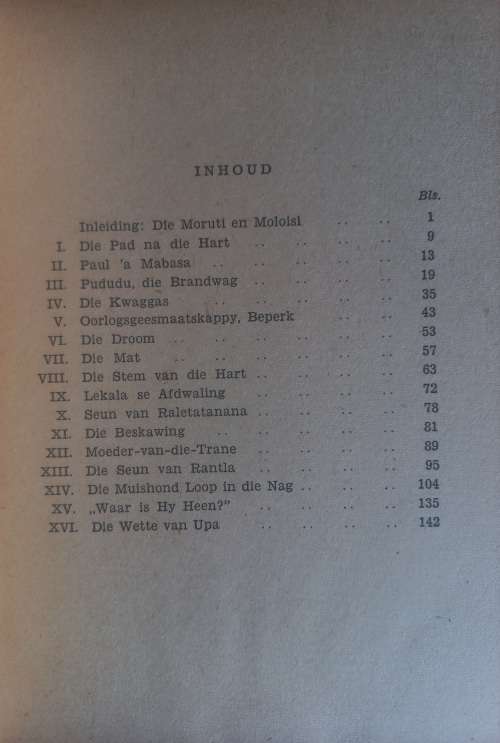 INHOUD
Bls.
Inleiding: Die Moruti en Moloisi .. .. 1
I. Die Pad na die Hart .. .. .. .. 9
II. Paul 'a Mabasa .. .. .. .. .. 13
III. Pududu, die Brandwag .. .. .. .. 19
IV. Die Kwaggas .. .. .. .. .. 35
V. Oorlogsgeesmaatskappy, Beperk .. .. 43
VI. Die Droom .. .. .. .. .. 53
VII. Die Mat .. .. .. .. .. 57
VIII. Die Stem van die Hart .. .. .. .. 63
IX. Lekala se Afdwaling .. .. .. .. 72
X. Seun van Raletatanana .. .. .. .. 78
XI. Die Beskawing .. .. .. .. .. 81
XII. Moeder-van-die-Trane .. .. .. .. 89
XIII. Die Seun van Rantla .. .. .. .. 95
XIV. Die Muishond Loop in die Nag .. .. .. 104
XV. „Waar is Hy Heen?” .. .. .. .. 135
XVI. Die Wette van Upa .. .. .. .. 142